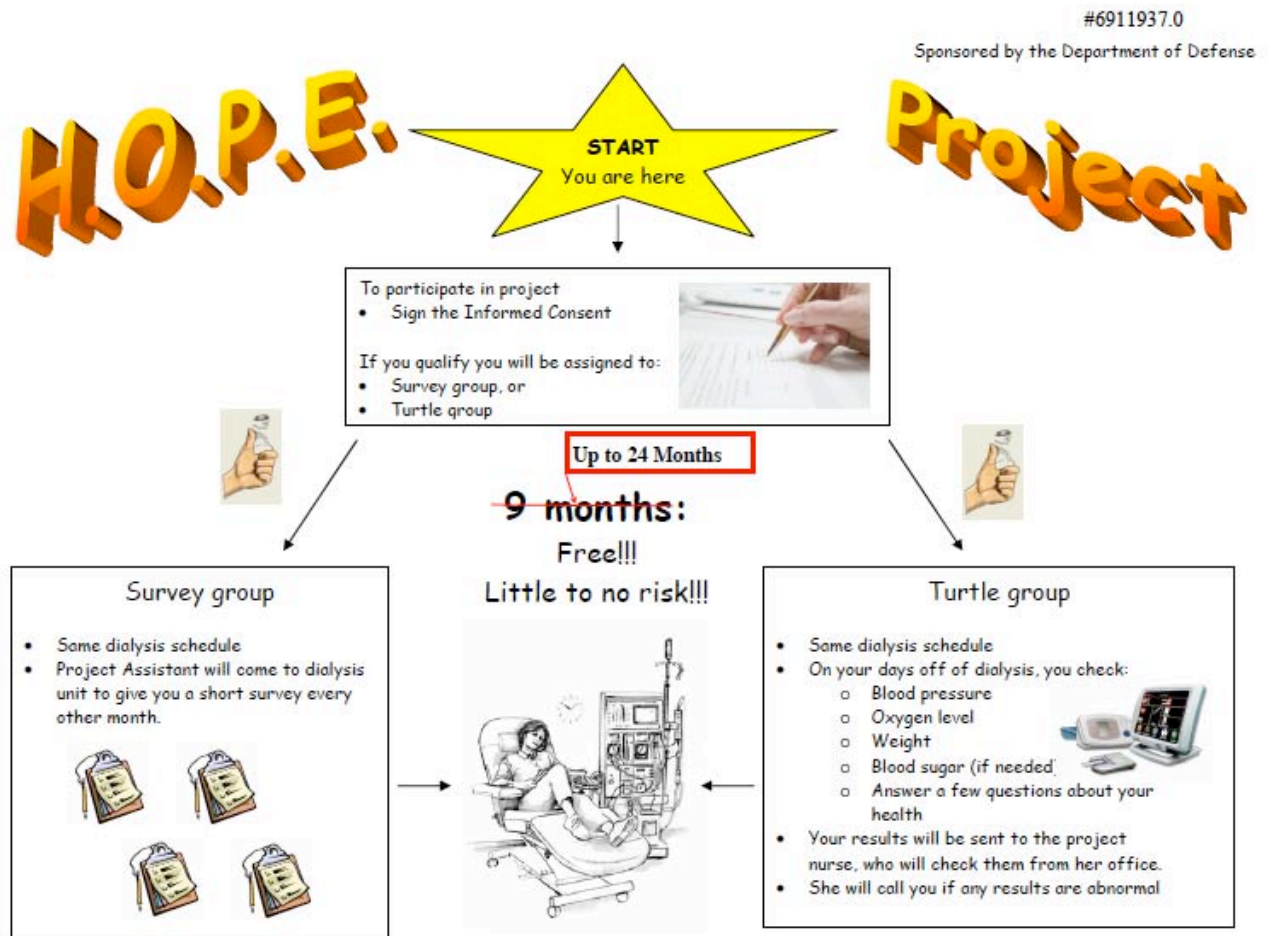 #6911937.0
Sponsored by the Department of Defense
H.O.P.E.
Project
START
You are here
To participate in project
• Sign the Informed Consent
If you qualify you will be assigned to:
• Survey group, or
• Turtle group
Up to 24 Months
9 months:
Free!!!
Little to no risk!!!
Survey group
• Same dialysis schedule
• Project Assistant will come to dialysis
unit to give you a short survey every
other month.
Turtle group
• Same dialysis schedule
• On your days off of dialysis, you check:
o Blood pressure
o Oxygen level
o Weight
o Blood sugar (if needed)
o Answer a few questions about your
health
• Your results will be sent to the project
nurse, who will check them from her office.
• She will call you if any results are abnormal